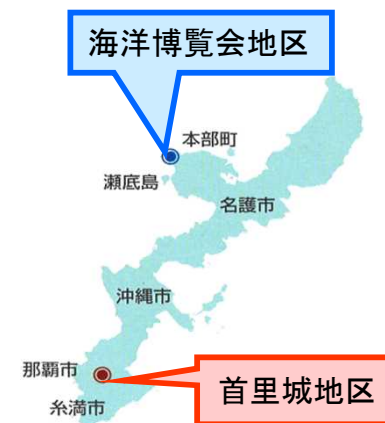 海洋博覧会地区
本部町
瀬底島
名護市
沖縄市
那覇市
首里城地区
糸満市